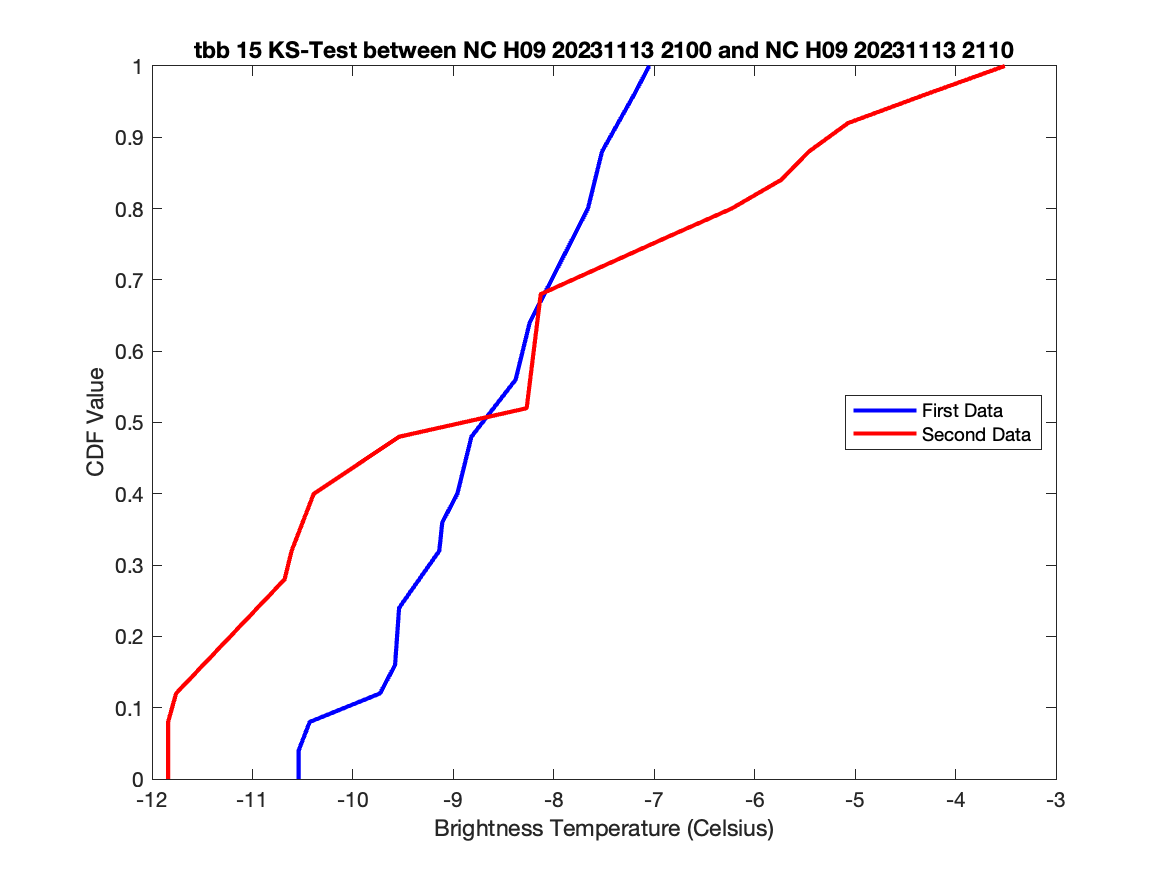 tbb 15 KS-Test between NC H09 20231113 2100 and NC H09 20231113 2110
1
0.9
0.8
0.7
0.6
0.5
0.4
0.3
0.2
0.1
0
CDF Value
First Data
Second Data
-12 -11 -10 -9 -8 -7 -6 -5 -4 -3
Brightness Temperature (Celsius)